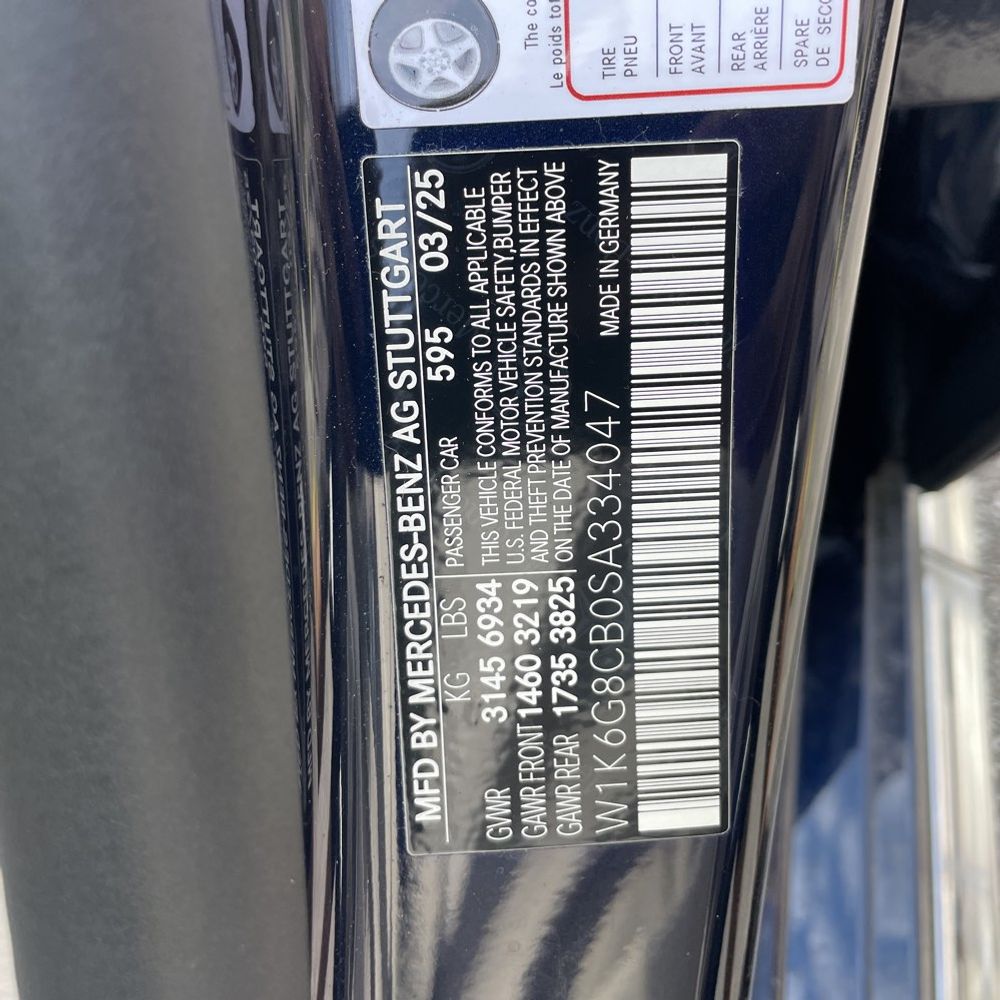 The co
Le poids tot
TIRE
PNEU
FRONT
AVANT
REAR
ARRIÈRE
SPARE
DE SECO
MFD BY MERCEDES-BENZ AG STUTTGART
KG LBS PASSENGER CAR 595 03/25
GVWR 3145 6934
GAWR FRONT 1460 3219
GAWR REAR 1735 3825
THIS VEHICLE CONFORMS TO ALL APPLICABLE
U.S. FEDERAL MOTOR VEHICLE SAFETY,BUMPER
AND THEFT PREVENTION STANDARDS IN EFFECT
ON THE DATE OF MANUFACTURE SHOWN ABOVE
W1K6G8CB0SA334047 MADE IN GERMANY